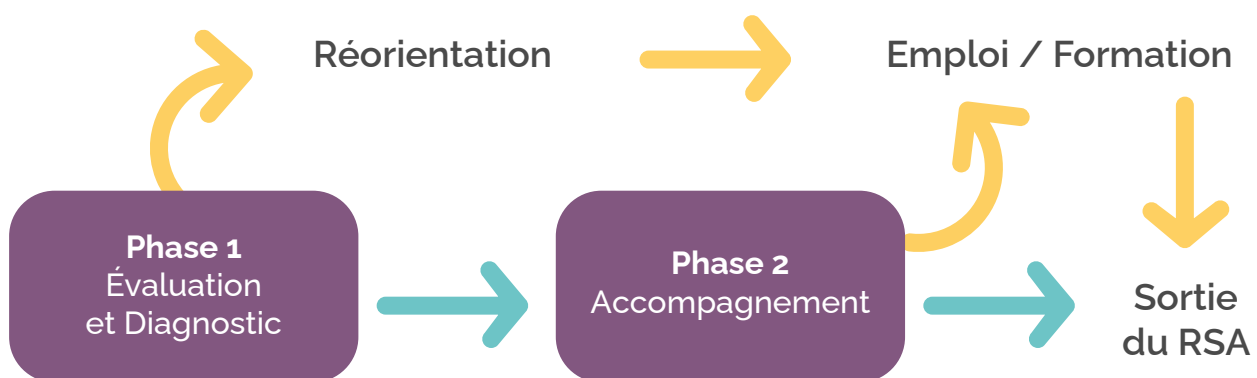 Réorientation
Emploi / Formation
Phase 1
Évaluation
et Diagnostic
Phase 2
Accompagnement
Sortie
du RSA